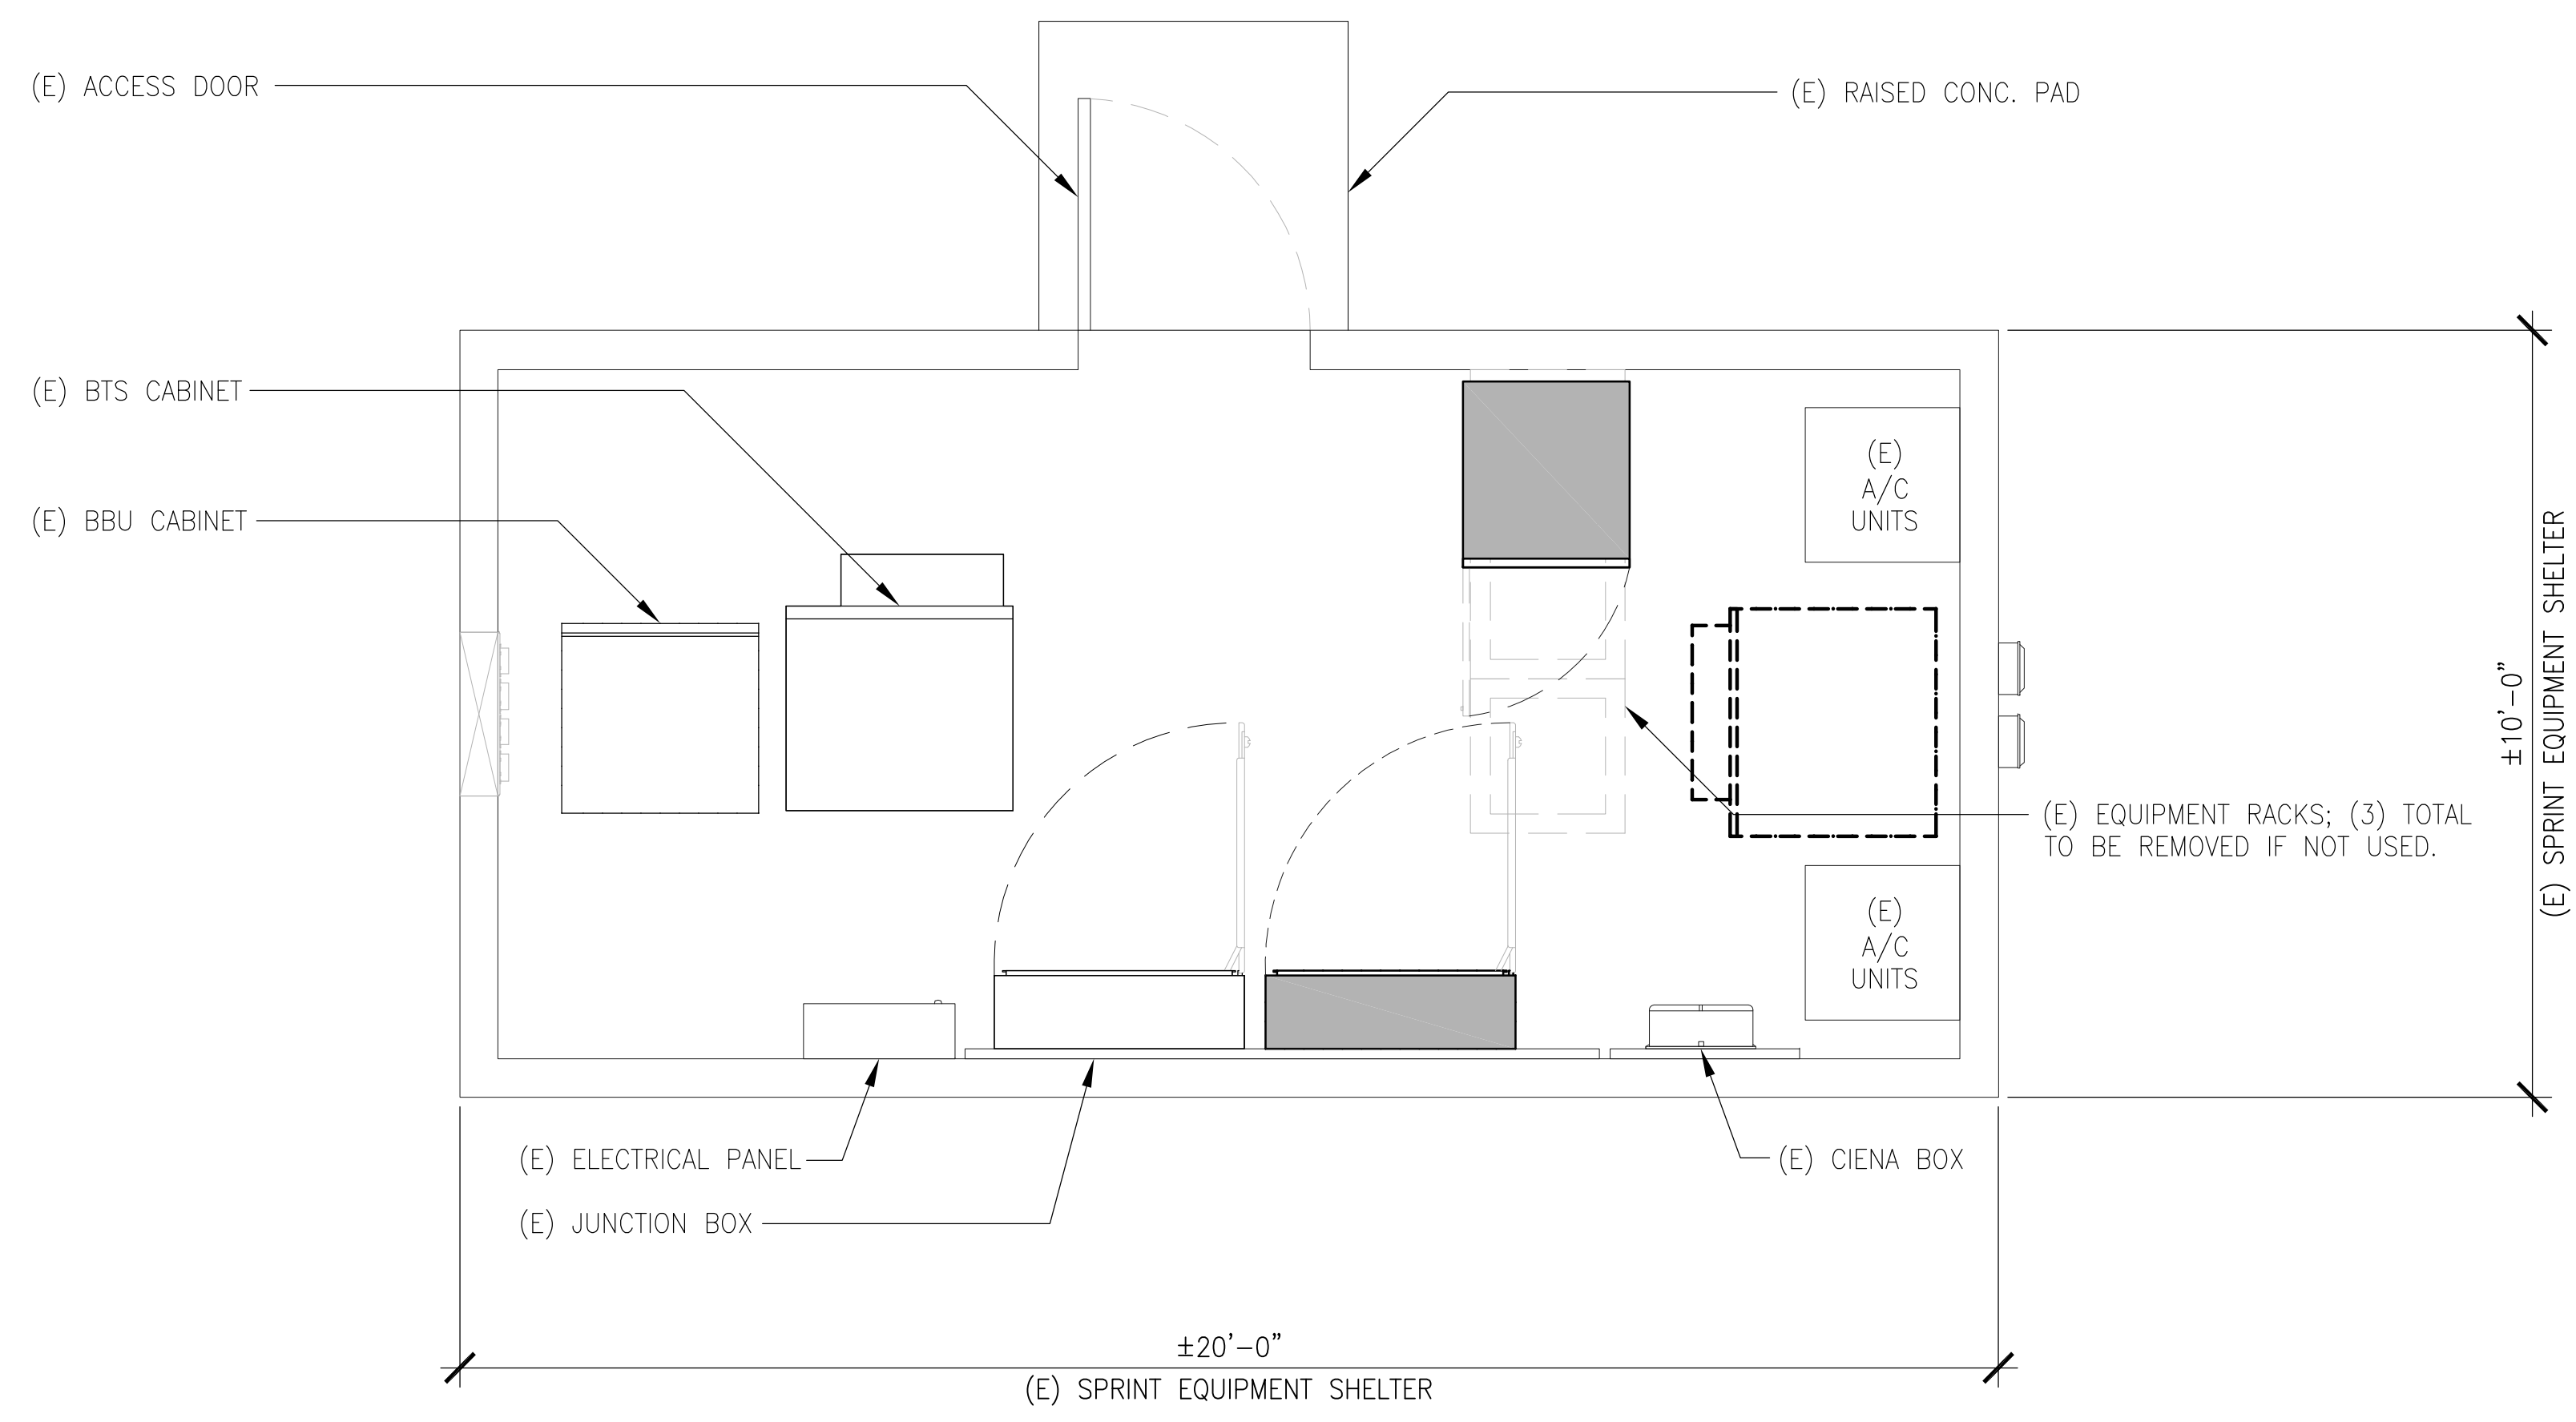 (E) ACCESS DOOR
(E) RAISED CONC. PAD
(E) BTS CABINET
(E) BBU CABINET
(E)
A/C
UNITS
(E) EQUIPMENT RACKS; (3) TOTAL
TO BE REMOVED IF NOT USED.
(E)
A/C
UNITS
±10'-0"
(E) SPRINT EQUIPMENT SHELTER
(E) ELECTRICAL PANEL
(E) CIENA BOX
(E) JUNCTION BOX
±20'-0"
(E) SPRINT EQUIPMENT SHELTER